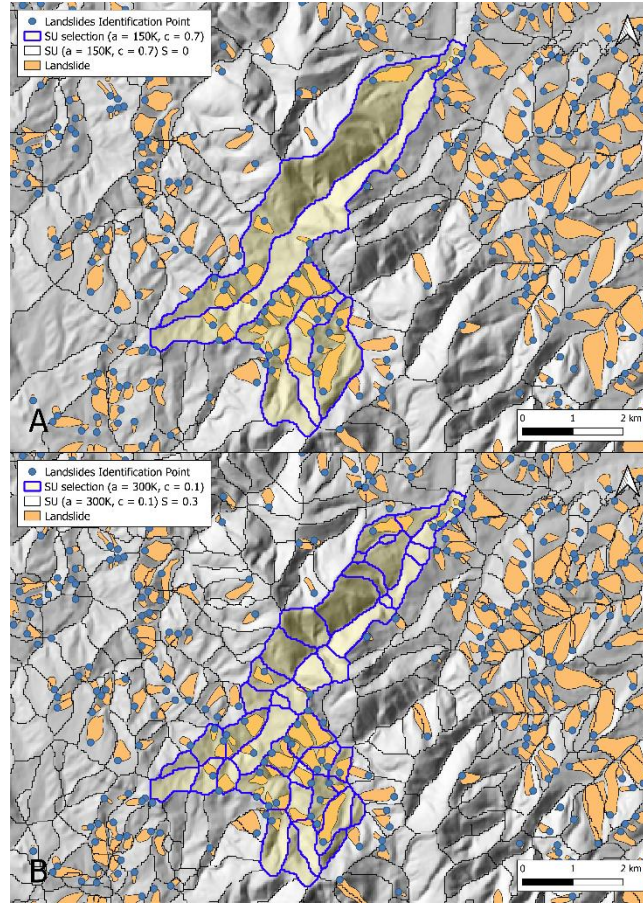 Landslides Identification Point
SU selection (a = 150K, c = 0.7)
SU (a = 150K, c = 0.7) S = 0
Landslide
A
0 1 2 km
Landslides Identification Point
SU selection (a = 300K, c = 0.1)
SU (a = 300K, c = 0.1) S = 0.3
Landslide
B
0 1 2 km